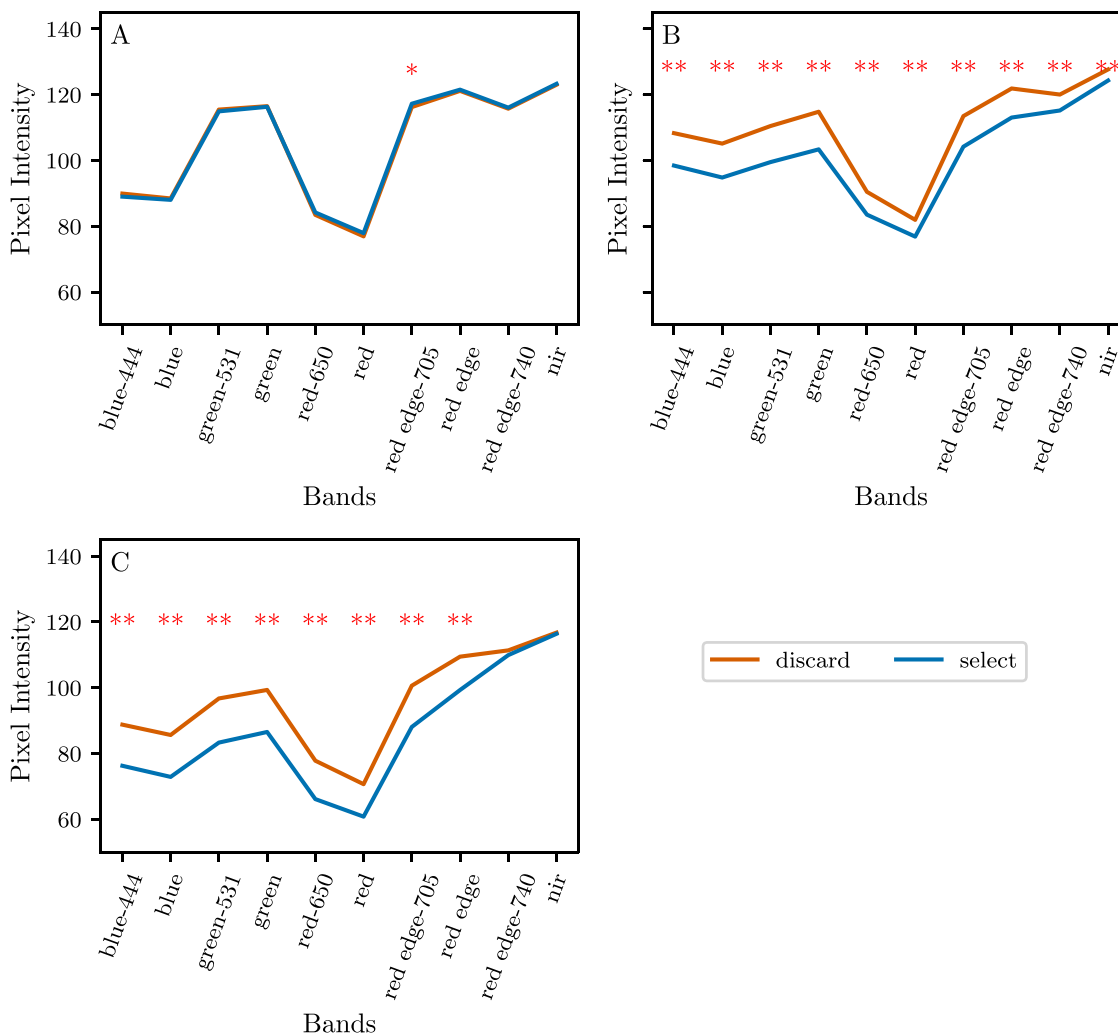 A
*
140
120
100
80
60
Pixel Intensity
blue-444
blue
green-531
green
red-650
red
red edge-705
red edge
red edge-740
nir
Bands
B
** ** ** ** ** ** ** ** ** **
Pixel Intensity
blue-444
blue
green-531
green
red-650
red
red edge-705
red edge
red edge-740
nir
Bands
C
** ** ** ** ** ** ** **
140
120
100
80
60
Pixel Intensity
blue-444
blue
green-531
green
red-650
red
red edge-705
red edge
red edge-740
nir
Bands
discard select